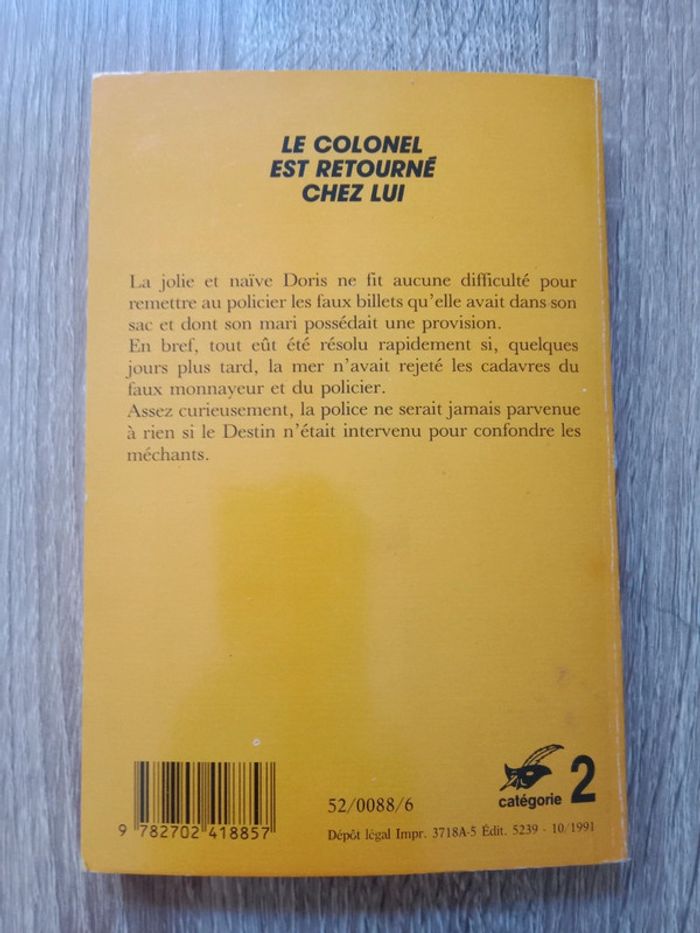 LE COLONEL
EST RETOURNÉ
CHEZ LUI
La jolie et naïve Doris ne fit aucune difficulté pour
remettre au policier les faux billets qu'elle avait dans son
sac et dont son mari possédait une provision.
En bref, tout eût été résolu rapidement si, quelques
jours plus tard, la mer n'avait rejeté les cadavres du
faux monnayeur et du policier.
Assez curieusement, la police ne serait jamais parvenue
à rien si le Destin n'était intervenu pour confondre les
méchants.
9 782702 418857
52/0088/6
catégorie 2
Dépôt légal Impr. 3718A-5 Édit. 5239 - 10/1991